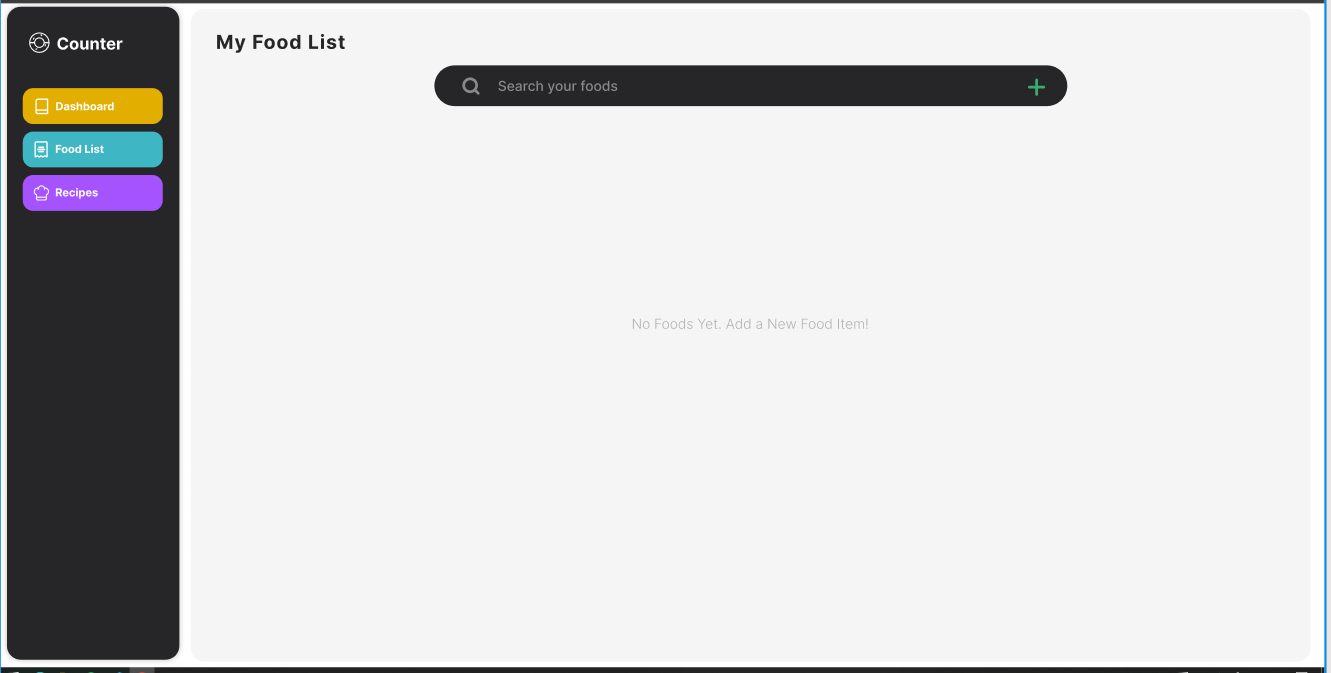 Counter
Dashboard
Food List
Recipes
My Food List
Search your foods
No Foods Yet. Add a New Food Item!